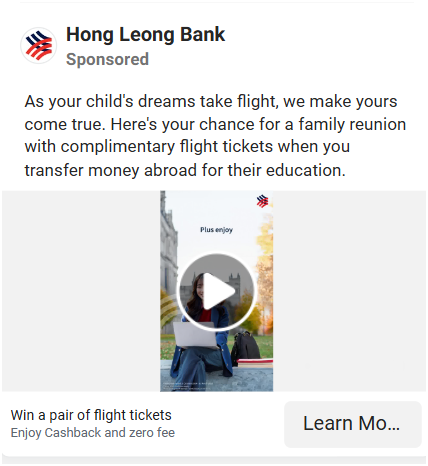 Hong Leong Bank
Sponsored
As your child's dreams take flight, we make yours
come true. Here's your chance for a family reunion
with complimentary flight tickets when you
transfer money abroad for their education.
Plus enjoy
Win a pair of flight tickets
Enjoy Cashback and zero fee
Learn Mo...